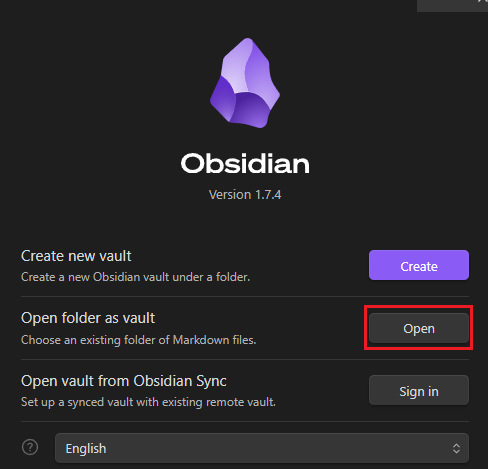 Obsidian
Version 1.7.4
Create new vault
Create a new Obsidian vault under a folder.
Create
Open folder as vault
Choose an existing folder of Markdown files.
Open
Open vault from Obsidian Sync
Set up a synced vault with existing remote vault.
Sign in
?
English